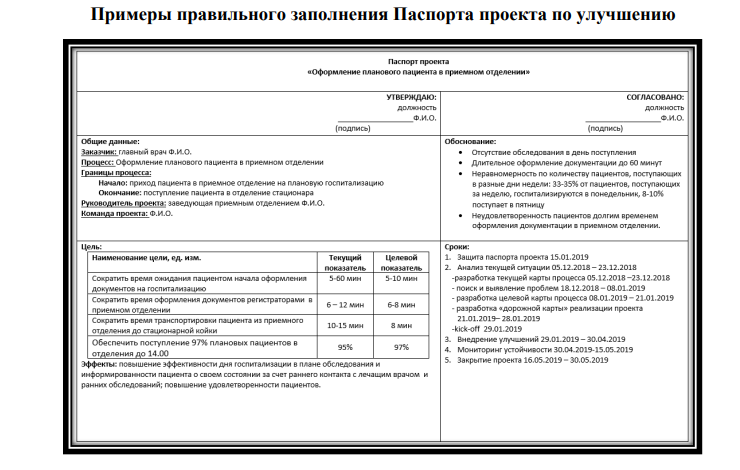 Примеры правильного заполнения Паспорта проекта по улучшению
Паспорт проекта
«Оформление планового пациента в приемном отделении»
УТВЕРЖДАЮ:
должность
____________________Ф.И.О.
(подпись)
СОГЛАСОВАНО:
должность
____________________Ф.И.О.
(подпись)
Общие данные:
Заказчик: главный врач Ф.И.О.
Процесс: Оформление планового пациента в приемном отделении
Границы процесса:
Начало: приход пациента в приемное отделение на плановую госпитализацию
Окончание: поступление пациента в отделение стационара
Руководитель проекта: заведующая приемным отделением Ф.И.О.
Команда проекта: Ф.И.О.
Обоснование:
• Отсутствие обследования в день поступления
• Длительное оформление документации до 60 минут
• Неравномерность по количеству пациентов, поступающих
в разные дни недели: 33-35% от пациентов, поступающих
за неделю, госпитализируются в понедельник, 8-10%
поступает в пятницу
• Неудовлетворенность пациентов долгим временем
оформления документации в приемном отделении.
Цель:
Наименование цели, ед. изм. Текущий Целевой
показатель показатель
Сократить время ожидания пациентом начала оформления 5-60 мин 5-10 мин
документов на госпитализацию
Сократить время оформления документов регистраторами в 6 – 12 мин 6-8 мин
приемном отделении
Сократить время транспортировки пациента из приемного 10-15 мин 8 мин
отделения до стационарной койки
Обеспечить поступление 97% плановых пациентов в 95% 97%
отделения до 14.00
Эффекты: повышение эффективности дня госпитализации в плане обследования и
информированности пациента о своем состоянии за счет раннего контакта с лечащим врачом и
ранних обследований; повышение удовлетворенности пациентов.
Сроки:
1. Защита паспорта проекта 15.01.2019
2. Анализ текущей ситуации 05.12.2018 – 23.12.2018
-разработка текущей карты процесса 05.12.2018 –23.12.2018
- поиск и выявление проблем 18.12.2018 – 08.01.2019
- разработка целевой карты процесса 08.01.2019 – 21.01.2019
- разработка «дорожной карты» реализации проекта
21.01.2019– 28.01.2019
-kick-off 29.01.2019
3. Внедрение улучшений 29.01.2019 – 30.04.2019
4. Мониторинг устойчивости 30.04.2019-15.05.2019
5. Закрытие проекта 16.05.2019 – 30.05.2019